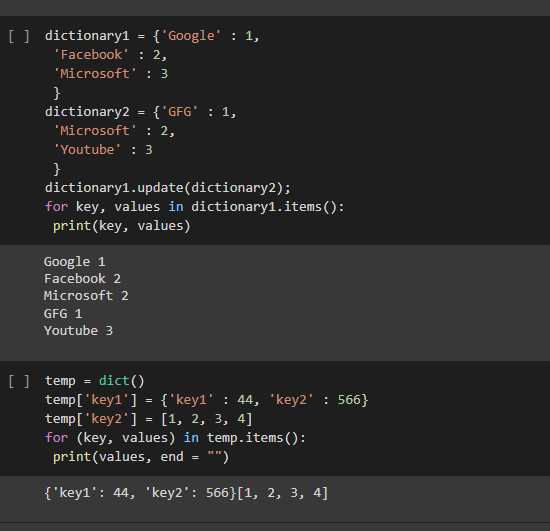 [ ] dictionary1 = {'Google' : 1,
'Facebook' : 2,
'Microsoft' : 3
}
dictionary2 = {'GFG' : 1,
'Microsoft' : 2,
'Youtube' : 3
}
dictionary1.update(dictionary2);
for key, values in dictionary1.items():
print(key, values)
Google 1
Facebook 2
Microsoft 2
GFG 1
Youtube 3
[ ] temp = dict()
temp['key1'] = {'key1' : 44, 'key2' : 566}
temp['key2'] = [1, 2, 3, 4]
for (key, values) in temp.items():
print(values, end = "")
{'key1': 44, 'key2': 566}[1, 2, 3, 4]